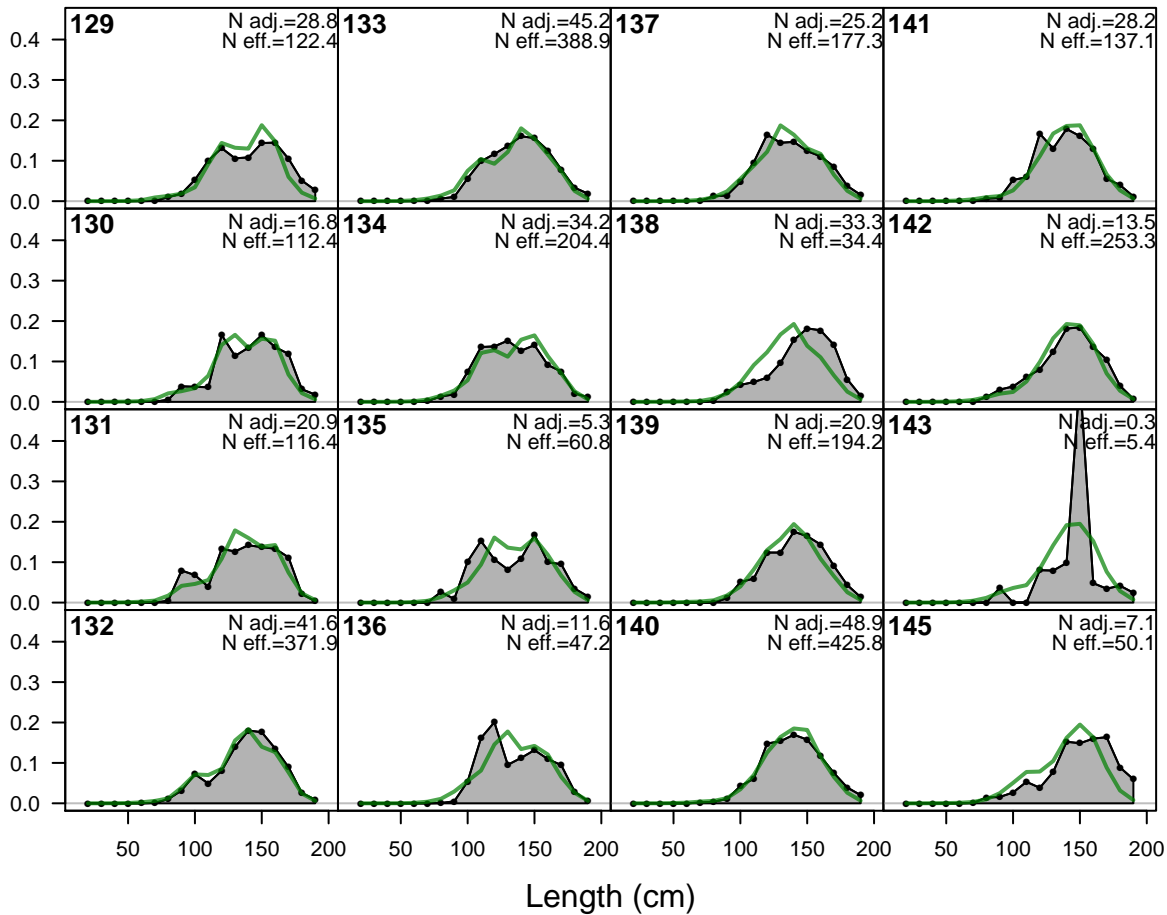 129
N adj.=28.8
N eff.=122.4
133
N adj.=45.2
N eff.=388.9
137
N adj.=25.2
N eff.=177.3
141
N adj.=28.2
N eff.=137.1
0.4
0.3
0.2
0.1
0.0
130
N adj.=16.8
N eff.=112.4
134
N adj.=34.2
N eff.=204.4
138
N adj.=33.3
N eff.=34.4
142
N adj.=13.5
N eff.=253.3
0.4
0.3
0.2
0.1
0.0
131
N adj.=20.9
N eff.=116.4
135
N adj.=5.3
N eff.=60.8
139
N adj.=20.9
N eff.=194.2
143
N adj.=0.3
N eff.=5.4
0.4
0.3
0.2
0.1
0.0
132
N adj.=41.6
N eff.=371.9
136
N adj.=11.6
N eff.=47.2
140
N adj.=48.9
N eff.=425.8
145
N adj.=7.1
N eff.=50.1
0.4
0.3
0.2
0.1
0.0
50 100 150 200 50 100 150 200 50 100 150 200 50 100 150 200
Length (cm)